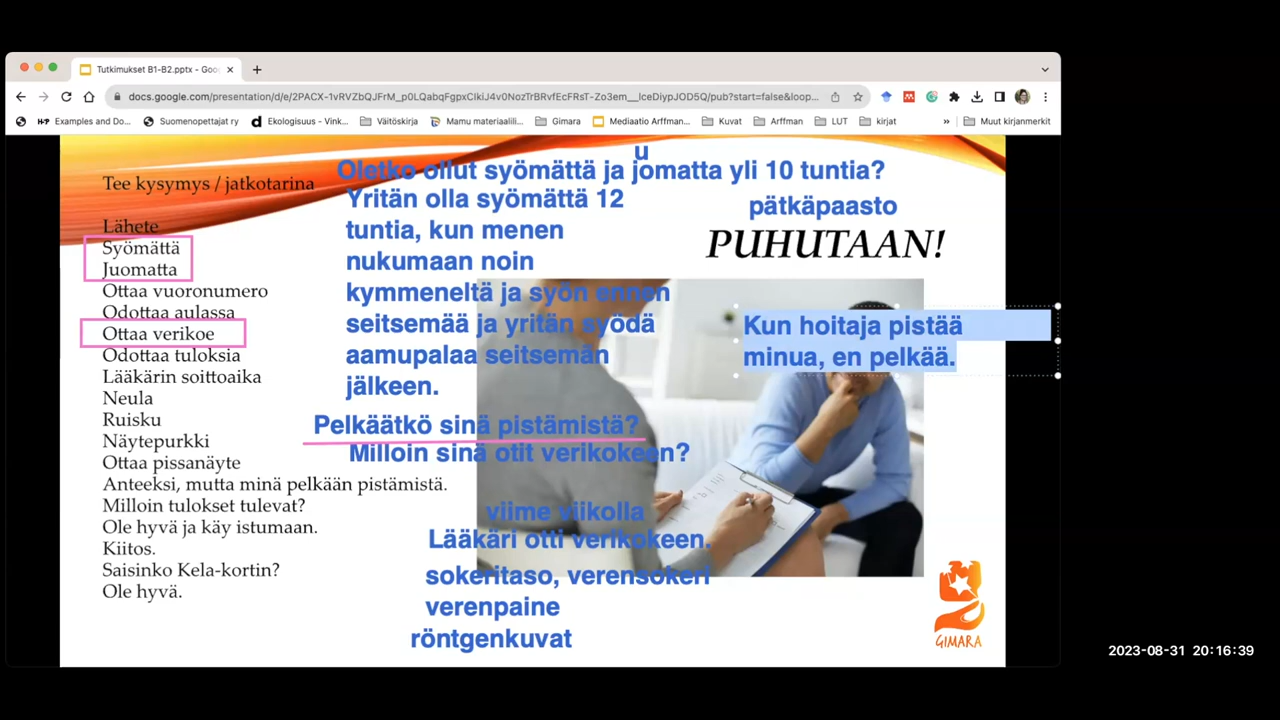 Tutkimukset B1-B2.pptx - Goo
docs.google.com/presentation/d/e/2PACX-1vRVZbQJFrM_p0LQabqFgpxCIkiJ4v0NozTrBRvfEcFRsT-Zo3em__lceDiypJOD5Q/pub?start=false&loop...
Examples and Do...
Suomenopettajat ry
Ekologisuus - Vink...
Väitöskirja
Mamu materiaalili...
Gimara
Mediaatio Arffman...
Kuvat
Arffman
LUT
kirjat
»
Muut kirjanmerkit
Tee kysymys / jatkotarina
Lähete
Syömättä
Juomatta
Ottaa vuoronumero
Odottaa aulassa
Ottaa verikoe
Odottaa tuloksia
Lääkärin soittoaika
Neula
Ruisku
Näytepurkki
Ottaa pissanäyte
Anteeksi, mutta minä pelkään pistämistä.
Milloin tulokset tulevat?
Ole hyvä ja käy istumaan.
Kiitos.
Saisinko Kela-kortin?
Ole hyvä.
u
Oletko ollut syömättä ja jomatta yli 10 tuntia?
Yritän olla syömättä 12
tuntia, kun menen
nukumaan noin
kymmeneltä ja syön ennen
seitsemää ja yritän syödä
aamupalaa seitsemän
jälkeen.
Pelkäätkö sinä pistämistä?
Milloin sinä otit verikokeen?
viime viikolla
Lääkäri otti verikokeen.
sokeritaso, verensokeri
verenpaine
röntgenkuvat
pätkäpaasto
PUHUTAAN!
Kun hoitaja pistää
minua, en pelkää.
GIMARA
2023-08-31 20:16:39